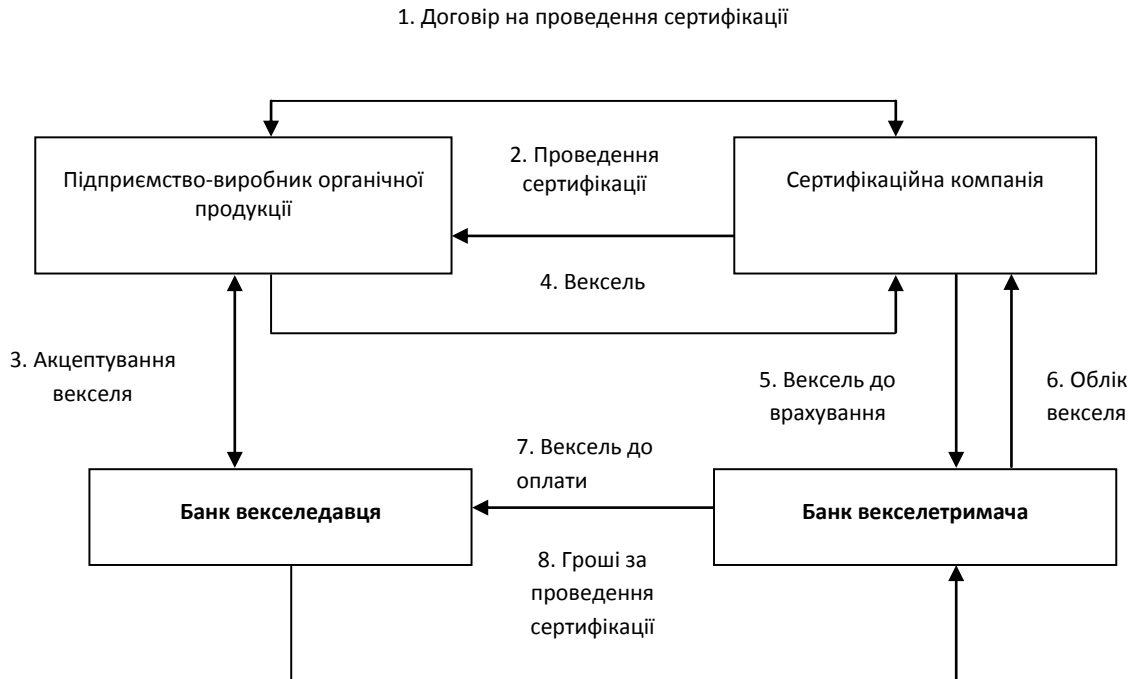 1. Договір на проведення сертифікації
Підприємство-виробник органічної
продукції
2. Проведення
сертифікації
Сертифікаційна компанія
4. Вексель
3. Акцептування
векселя
5. Вексель до
врахування
6. Облік
векселя
7. Вексель до
оплати
Банк векселедавця
Банк векселетримача
8. Гроші за
проведення
сертифікації